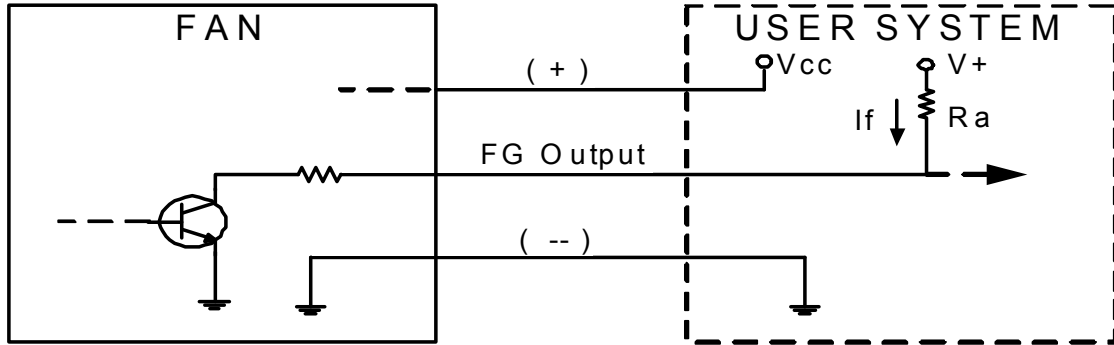 FAN
USER SYSTEM
( + )
Vcc
V+
If
Ra
FG Output
( -- )